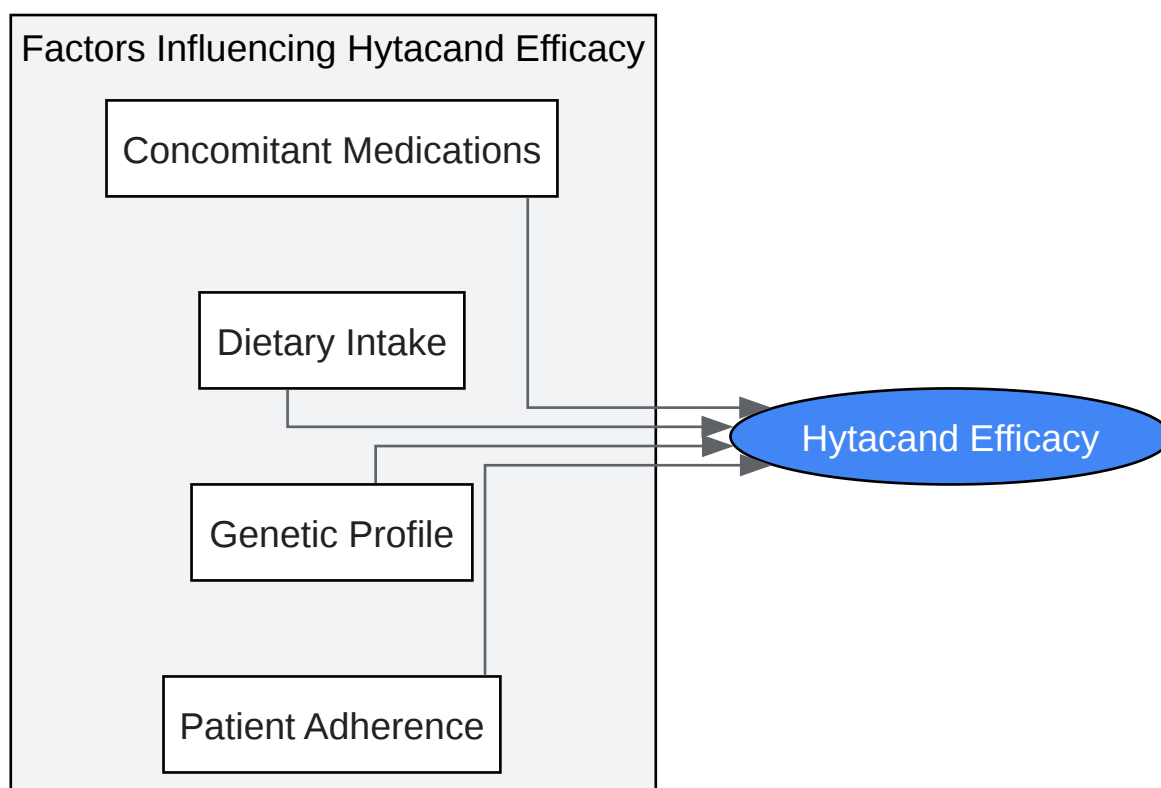 Factors Influencing Hytacand Efficacy
Concomitant Medications
Dietary Intake
Hytacand Efficacy
Genetic Profile
Patient Adherence